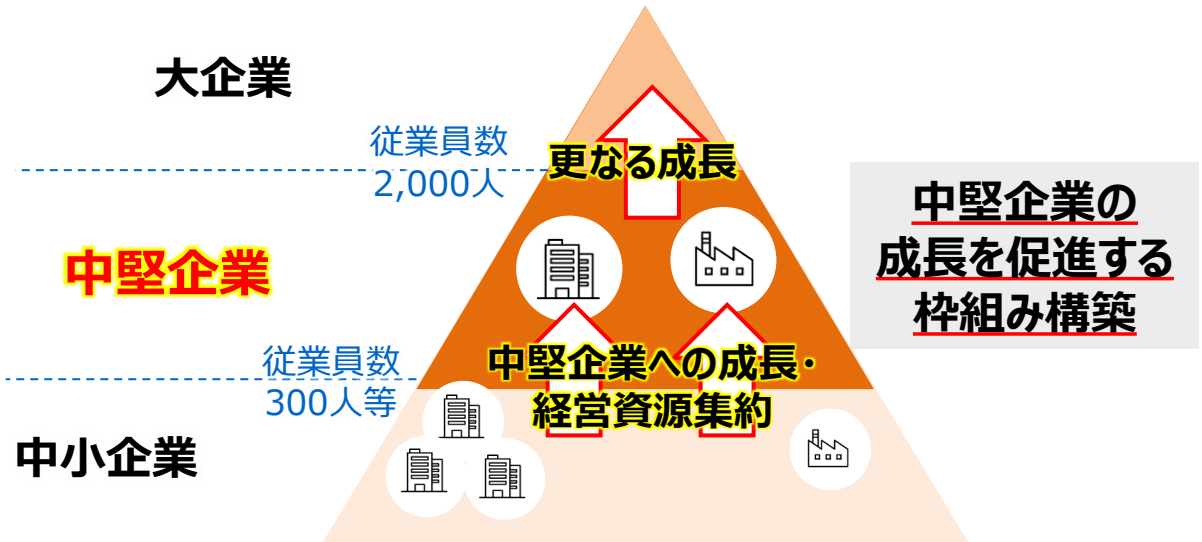 大企業
従業員数
2,000人
更なる成長
中堅企業
中堅企業の
成長を促進する
枠組み構築
従業員数
300人等
中堅企業への成長・
経営資源集約
中小企業